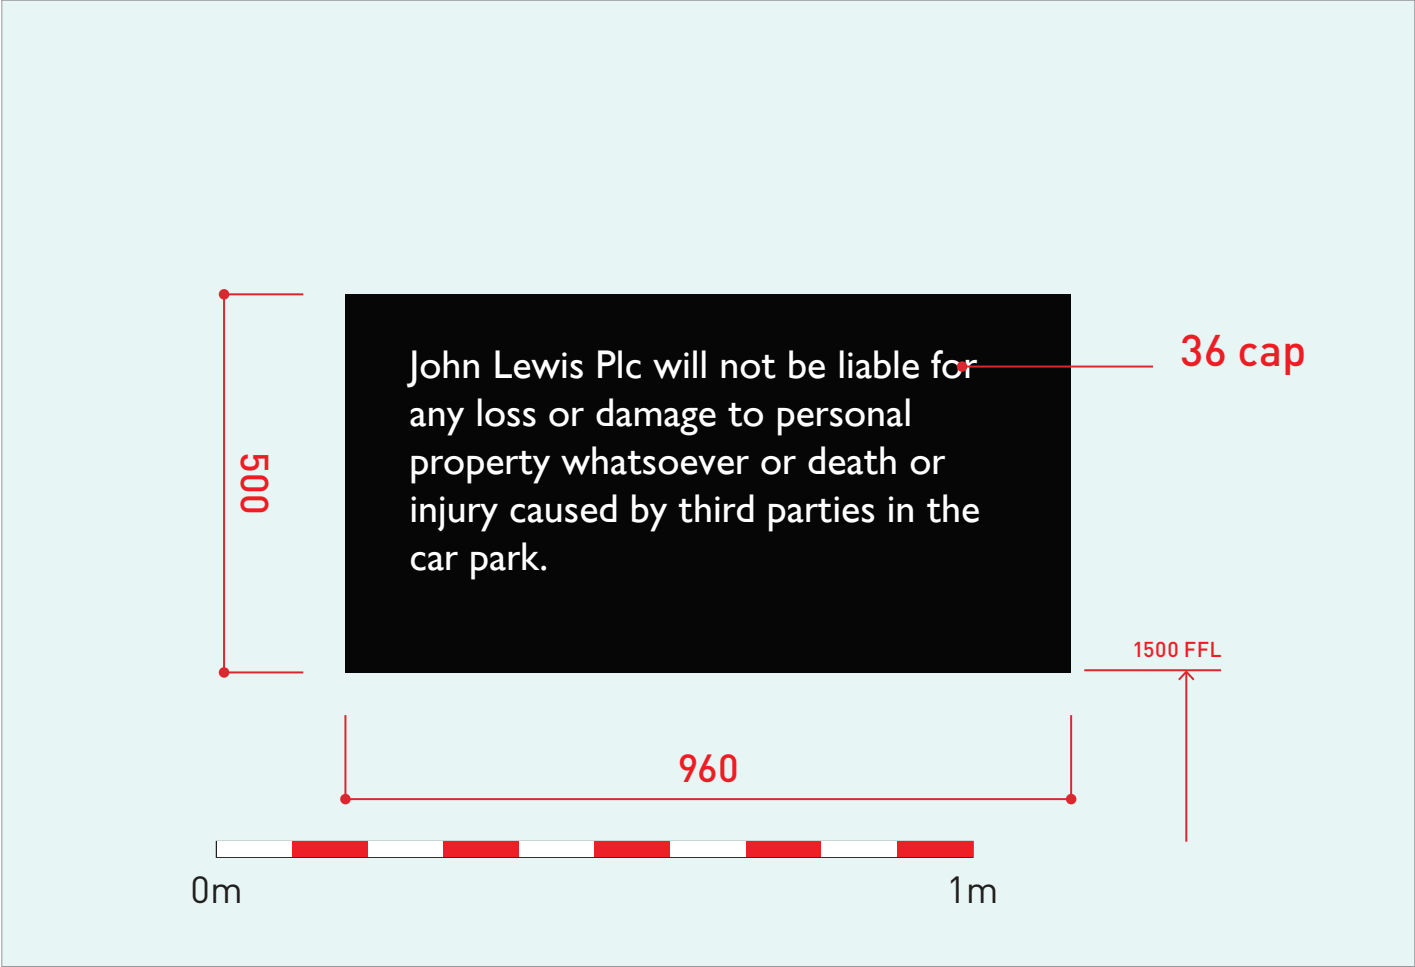 John Lewis Plc will not be liable for
any loss or damage to personal
property whatsoever or death or
injury caused by third parties in the
car park.
36 cap
500
1500 FFL
960
0m
1m